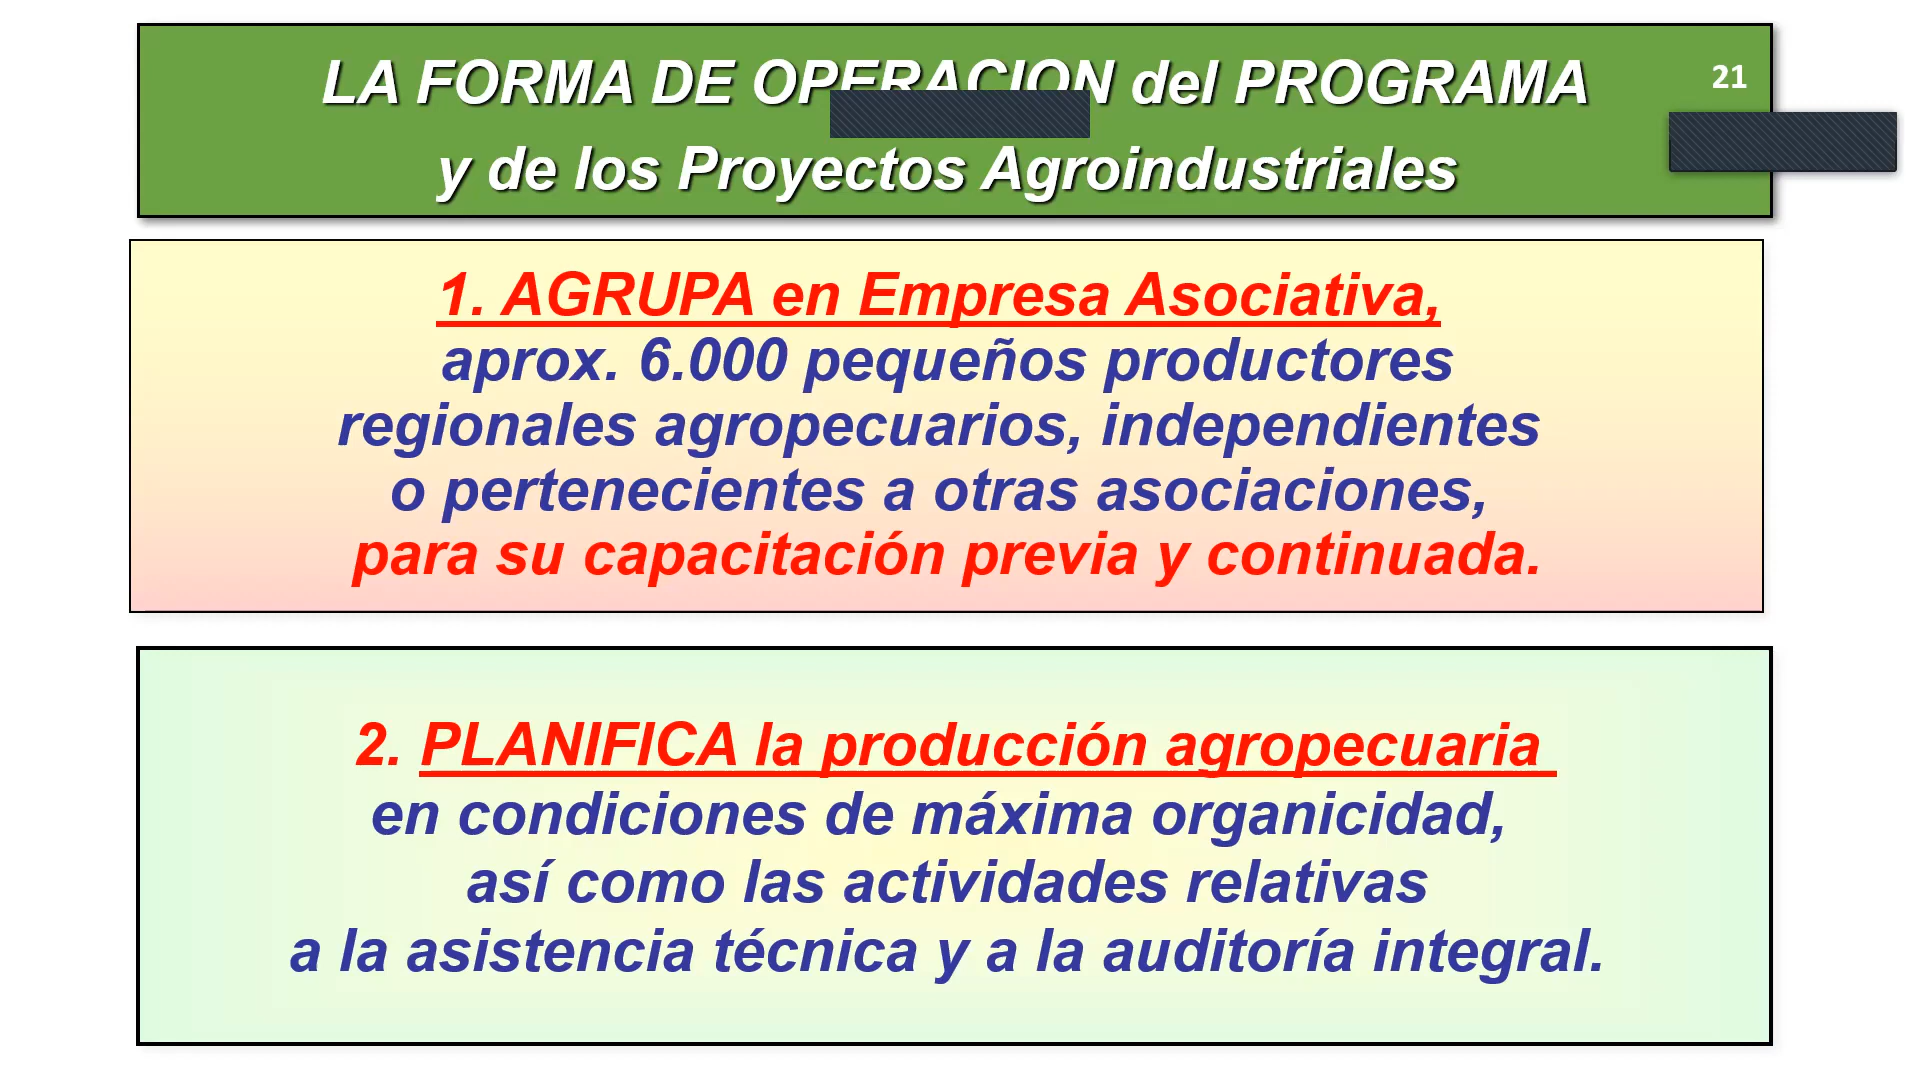 LA FORMA DE OPERACION del PROGRAMA
21
y de los Proyectos Agroindustriales
1. AGRUPA en Empresa Asociativa,
aprox. 6.000 pequeños productores
regionales agropecuarios, independientes
o pertenecientes a otras asociaciones,
para su capacitación previa y continuada.
2. PLANIFICA la producción agropecuaria
en condiciones de máxima organicidad,
así como las actividades relativas
a la asistencia técnica y a la auditoría integral.